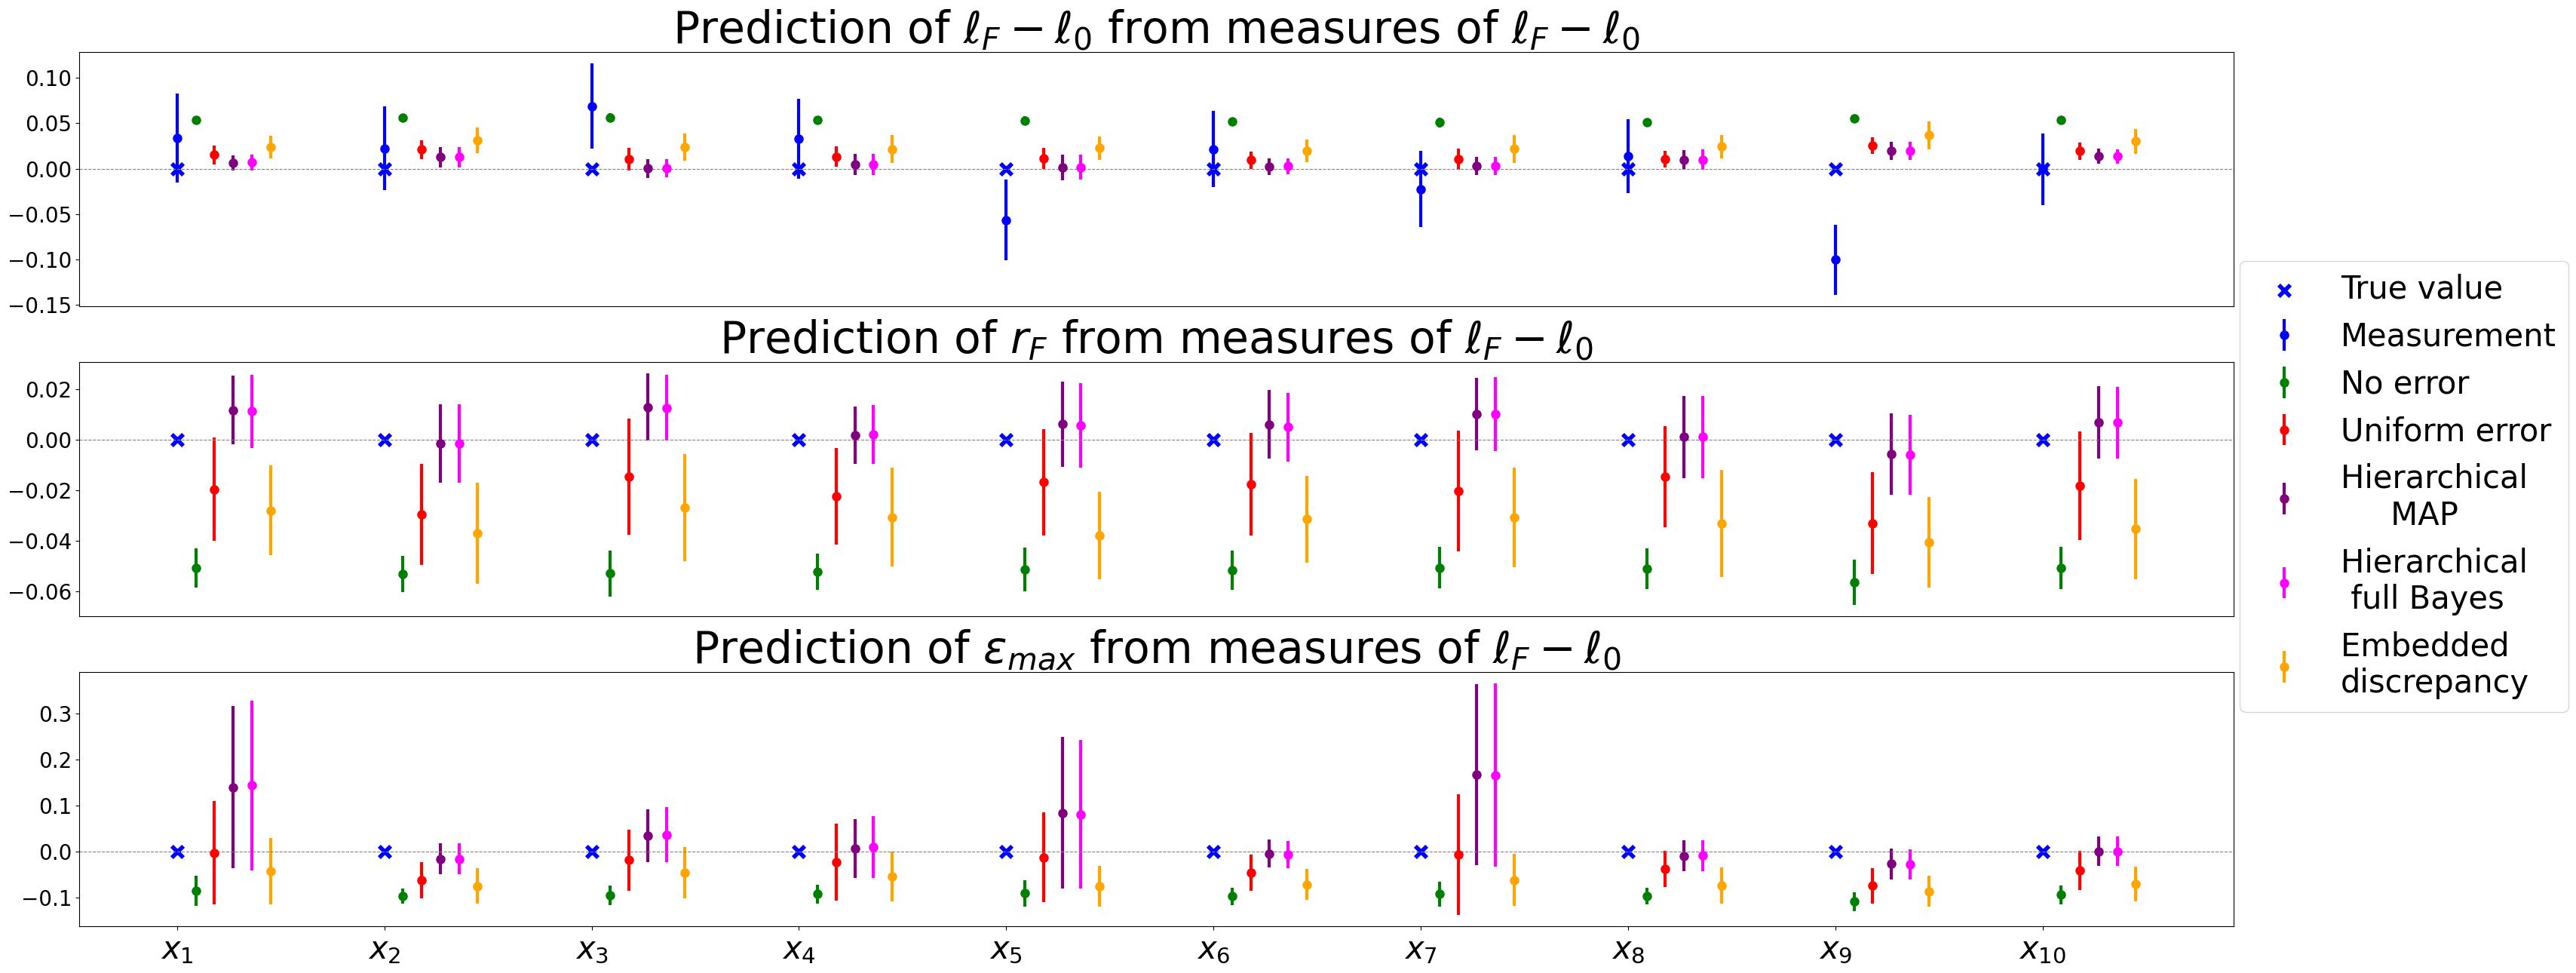 Prediction of ℓ_F − ℓ_0 from measures of ℓ_F − ℓ_0
0.10
0.05
0.00
−0.05
−0.10
−0.15
Prediction of r_F from measures of ℓ_F − ℓ_0
0.02
0.00
−0.02
−0.04
−0.06
Prediction of ε_max from measures of ℓ_F − ℓ_0
0.3
0.2
0.1
0.0
−0.1
x_1 x_2 x_3 x_4 x_5 x_6 x_7 x_8 x_9 x_10
True value
Measurement
No error
Uniform error
Hierarchical
MAP
Hierarchical
full Bayes
Embedded
discrepancy